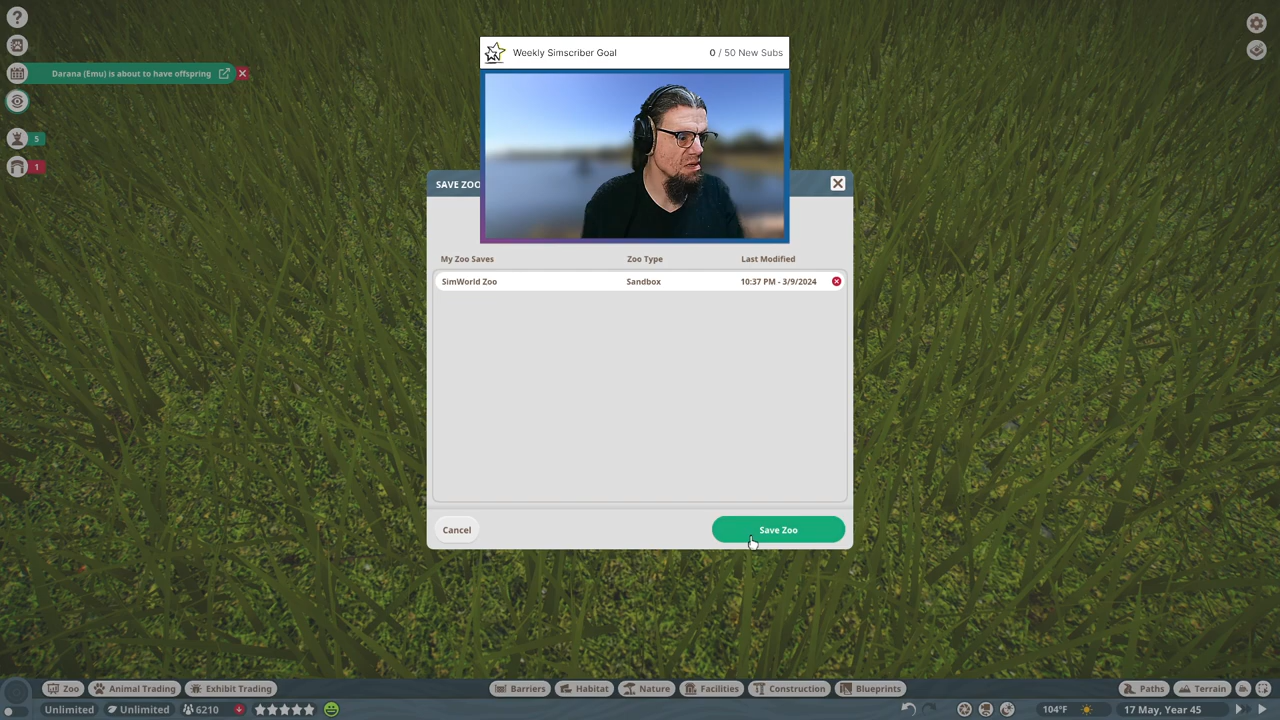 Weekly Simscriber Goal 0 / 50 New Subs
Darana (Emu) is about to have offspring
5
1
SAVE ZOO
My Zoo Saves Zoo Type Last Modified
SimWorld Zoo Sandbox 10:37 PM - 3/9/2024
Cancel Save Zoo
Zoo Animal Trading Exhibit Trading Barriers Habitat Nature Facilities Construction Blueprints Paths Terrain
Unlimited Unlimited 6210 104°F 17 May, Year 45